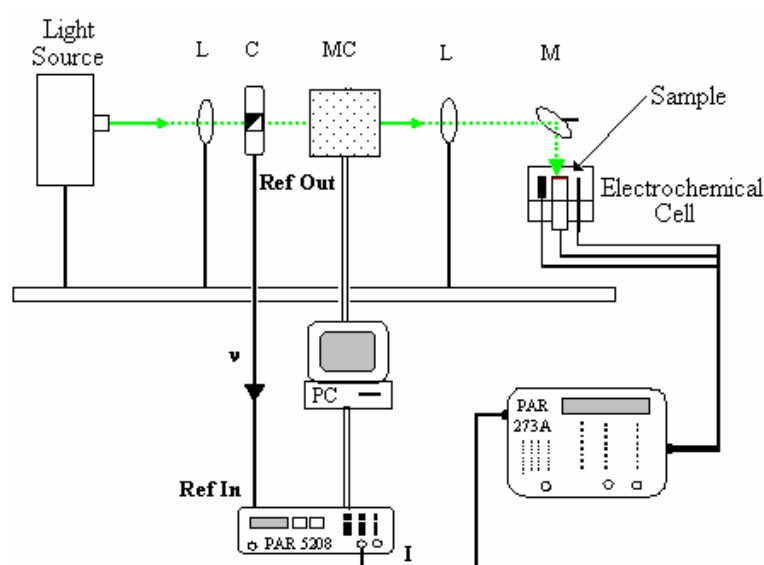 Light
Source
L
C
MC
L
M
Sample
Ref Out
Electrochemical
Cell
ν
PC
PAR
273A
Ref In
PAR 5208
I